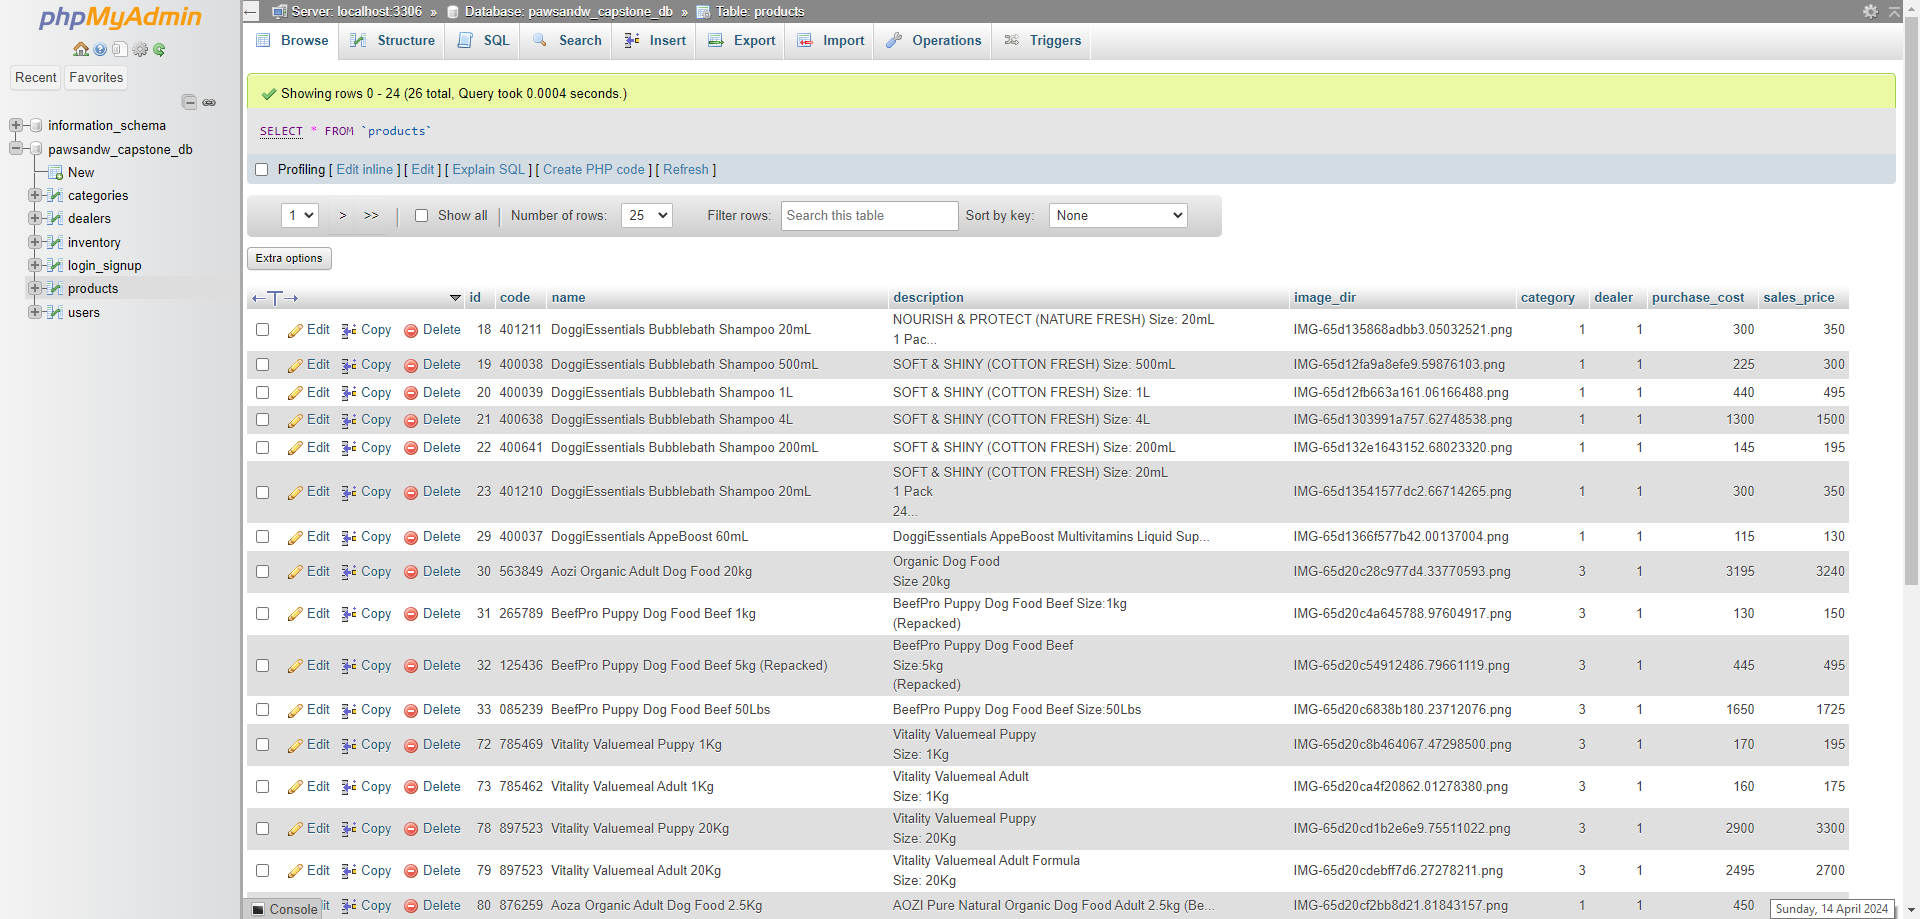 phpMyAdmin
Recent Favorites
information_schema
pawsandw_capstone_db
New
categories
dealers
inventory
login_signup
products
users
Server: localhost:3306 » Database: pawsandw_capstone_db » Table: products
Browse Structure SQL Search Insert Export Import Operations Triggers
Showing rows 0 - 24 (26 total, Query took 0.0004 seconds.)
SELECT * FROM `products`
Profiling [ Edit inline ] [ Edit ] [ Explain SQL ] [ Create PHP code ] [ Refresh ]
1 > >> Show all Number of rows: 25 Filter rows: Search this table Sort by key: None
Extra options
id code name description image_dir category dealer purchase_cost sales_price
Edit Copy Delete 18 401211 DoggiEssentials Bubblebath Shampoo 20mL NOURISH & PROTECT (NATURE FRESH) Size: 20mL IMG-65d135868adbb3.05032521.png 1 1 300 350
1 Pac...
Edit Copy Delete 19 400038 DoggiEssentials Bubblebath Shampoo 500mL SOFT & SHINY (COTTON FRESH) Size: 500mL IMG-65d12fa9a8efe9.59876103.png 1 1 225 300
Edit Copy Delete 20 400039 DoggiEssentials Bubblebath Shampoo 1L SOFT & SHINY (COTTON FRESH) Size: 1L IMG-65d12fb663a161.06166488.png 1 1 440 495
Edit Copy Delete 21 400638 DoggiEssentials Bubblebath Shampoo 4L SOFT & SHINY (COTTON FRESH) Size: 4L IMG-65d1303991a757.62748538.png 1 1 1300 1500
Edit Copy Delete 22 400641 DoggiEssentials Bubblebath Shampoo 200mL SOFT & SHINY (COTTON FRESH) Size: 200mL IMG-65d132e1643152.68023320.png 1 1 145 195
Edit Copy Delete 23 401210 DoggiEssentials Bubblebath Shampoo 20mL SOFT & SHINY (COTTON FRESH) Size: 20mL IMG-65d13541577dc2.66714265.png 1 1 300 350
1 Pack
24...
Edit Copy Delete 29 400037 DoggiEssentials AppeBoost 60mL DoggiEssentials AppeBoost Multivitamins Liquid Sup... IMG-65d1366f577b42.00137004.png 1 1 115 130
Edit Copy Delete 30 563849 Aozi Organic Adult Dog Food 20kg Organic Dog Food IMG-65d20c28c977d4.33770593.png 3 1 3195 3240
Size 20kg
Edit Copy Delete 31 265789 BeefPro Puppy Dog Food Beef 1kg BeefPro Puppy Dog Food Beef Size:1kg IMG-65d20c4a645788.97604917.png 3 1 130 150
(Repacked)
Edit Copy Delete 32 125436 BeefPro Puppy Dog Food Beef 5kg (Repacked) BeefPro Puppy Dog Food Beef IMG-65d20c54912486.79661119.png 3 1 445 495
Size:5kg
(Repacked)
Edit Copy Delete 33 085239 BeefPro Puppy Dog Food Beef 50Lbs BeefPro Puppy Dog Food Beef Size:50Lbs IMG-65d20c6838b180.23712076.png 3 1 1650 1725
Edit Copy Delete 72 785469 Vitality Valuemeal Puppy 1Kg Vitality Valuemeal Puppy IMG-65d20c8b464067.47298500.png 3 1 170 195
Size: 1Kg
Edit Copy Delete 73 785462 Vitality Valuemeal Adult 1Kg Vitality Valuemeal Adult IMG-65d20ca4f20862.01278380.png 3 1 160 175
Size: 1Kg
Edit Copy Delete 78 897523 Vitality Valuemeal Puppy 20Kg Vitality Valuemeal Puppy IMG-65d20cd1b2e6e9.75511022.png 3 1 2900 3300
Size: 20Kg
Edit Copy Delete 79 897523 Vitality Valuemeal Adult 20Kg Vitality Valuemeal Adult Formula IMG-65d20cdebff7d6.27278211.png 3 1 2495 2700
Size: 20Kg
Copy Delete 80 876259 Aoza Organic Adult Dog Food 2.5Kg AOZI Pure Natural Organic Dog Food Adult 2.5kg (Be... IMG-65d20cf2bb8d21.81843157.png 1 1 450
Console
Sunday, 14 April 2024